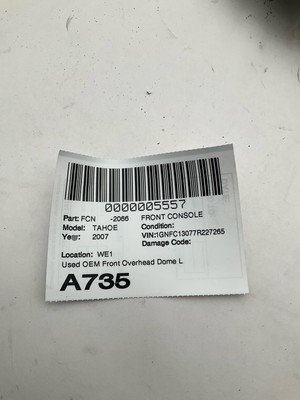 0000005557
Part: FCN -2066 FRONT CONSOLE
Model: TAHOE Condition:
Year: 2007 VIN:1GNFC13077R227265
Damage Code:
Location: WE1
Used OEM Front Overhead Dome L
A735